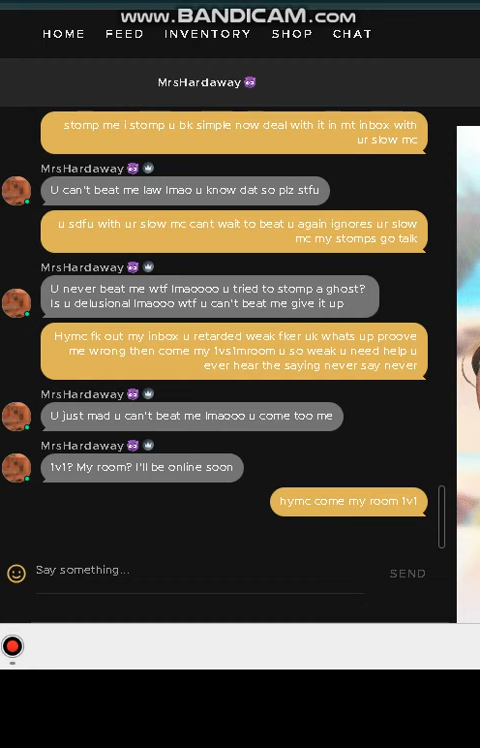 www.BANDICAM.com
HOME FEED INVENTORY SHOP CHAT
MrsHardaway
stomp me i stomp u bk simple now deal with it in mt inbox with
ur slow mc
MrsHardaway
U can't beat me law lmao u know dat so plz stfu
u sdfu with ur slow mc cant wait to beat u again ignores ur slow
mc my stomps go talk
MrsHardaway
U never beat me wtf lmaoooo u tried to stomp a ghost?
Is u delusional lmaooo wtf u can't beat me give it up
Hymc fk out my inbox u retarded weak fker uk whats up proove
me wrong then come my 1vs1mroom u so weak u need help u
ever hear the saying never say never
MrsHardaway
U just mad u can't beat me lmaooo u come too me
MrsHardaway
1v1? My room? I'll be online soon
hymc come my room 1v1
Say something...
SEND